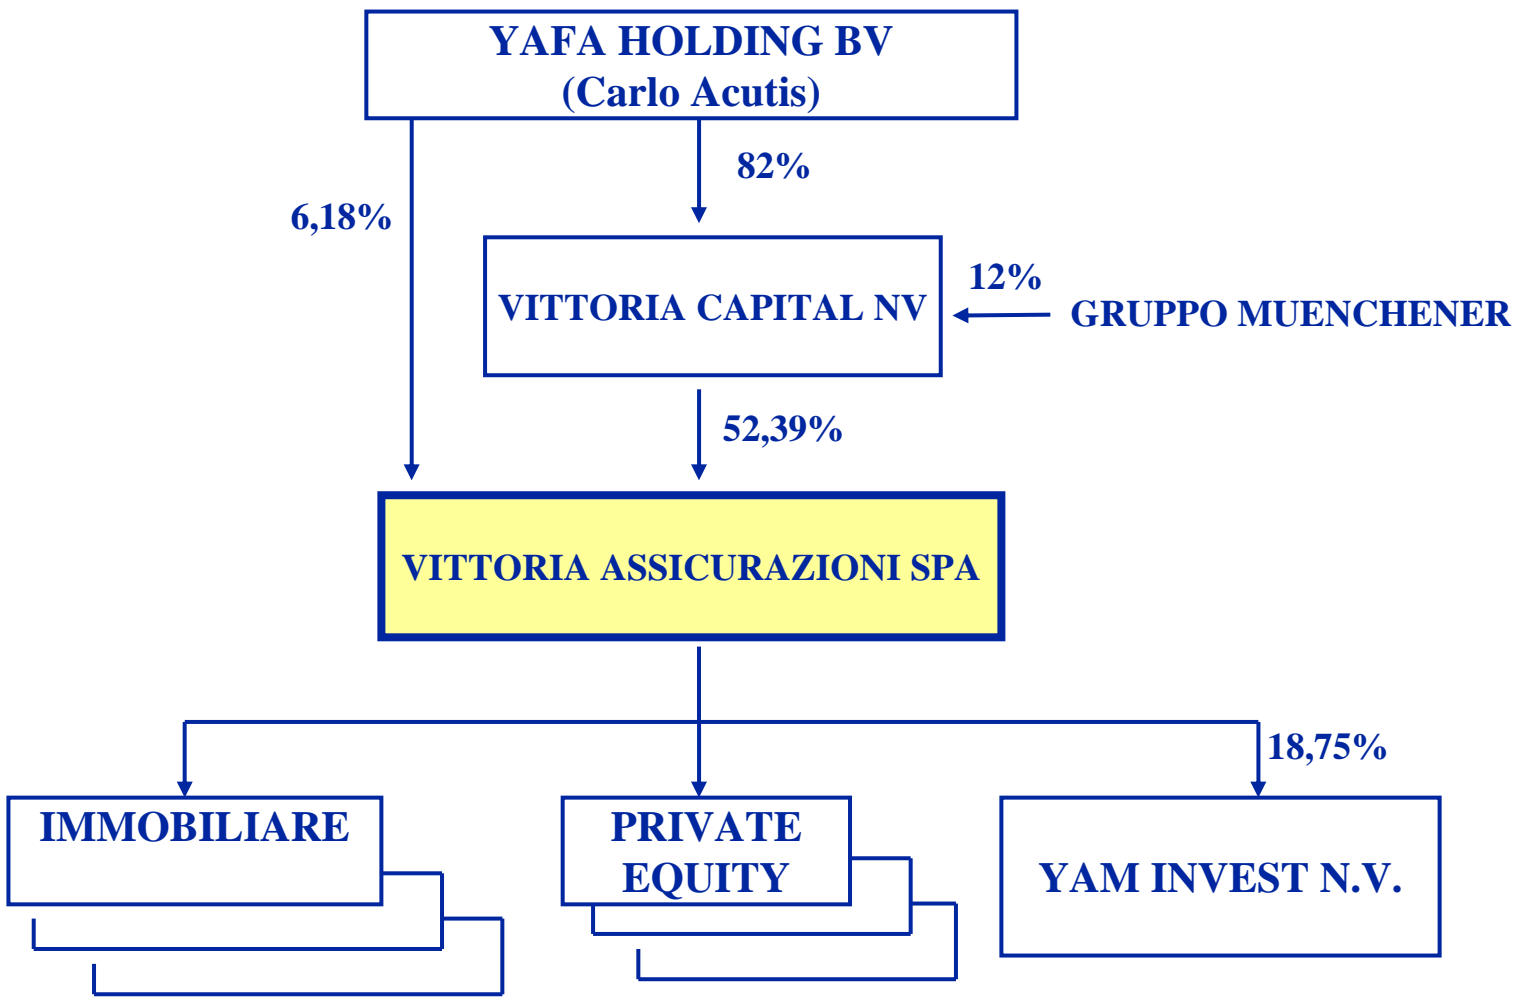 YAFA HOLDING BV
(Carlo Acutis)
82%
6,18%
12%
VITTORIA CAPITAL NV
GRUPPO MUENCHENER
52,39%
VITTORIA ASSICURAZIONI SPA
18,75%
IMMOBILIARE
PRIVATE
EQUITY
YAM INVEST N.V.